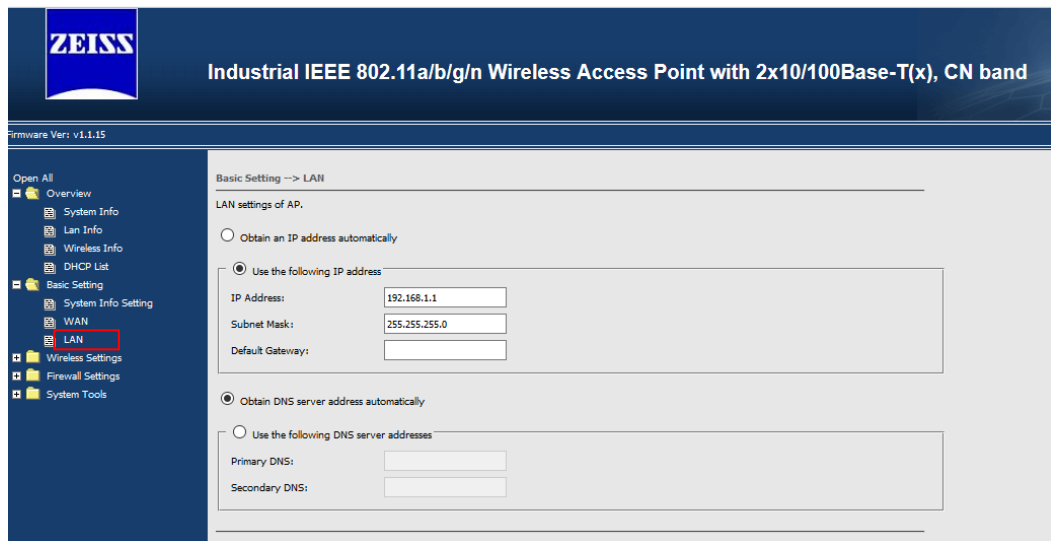 ZEISS
Industrial IEEE 802.11a/b/g/n Wireless Access Point with 2x10/100Base-T(x), CN band
Firmware Ver: v1.1.15
Open All
Overview
System Info
Lan Info
Wireless Info
DHCP List
Basic Setting
System Info Setting
WAN
LAN
Wireless Settings
Firewall Settings
System Tools
Basic Setting --> LAN
LAN settings of AP.
Obtain an IP address automatically
Use the following IP address
IP Address: 192.168.1.1
Subnet Mask: 255.255.255.0
Default Gateway:
Obtain DNS server address automatically
Use the following DNS server addresses
Primary DNS:
Secondary DNS: